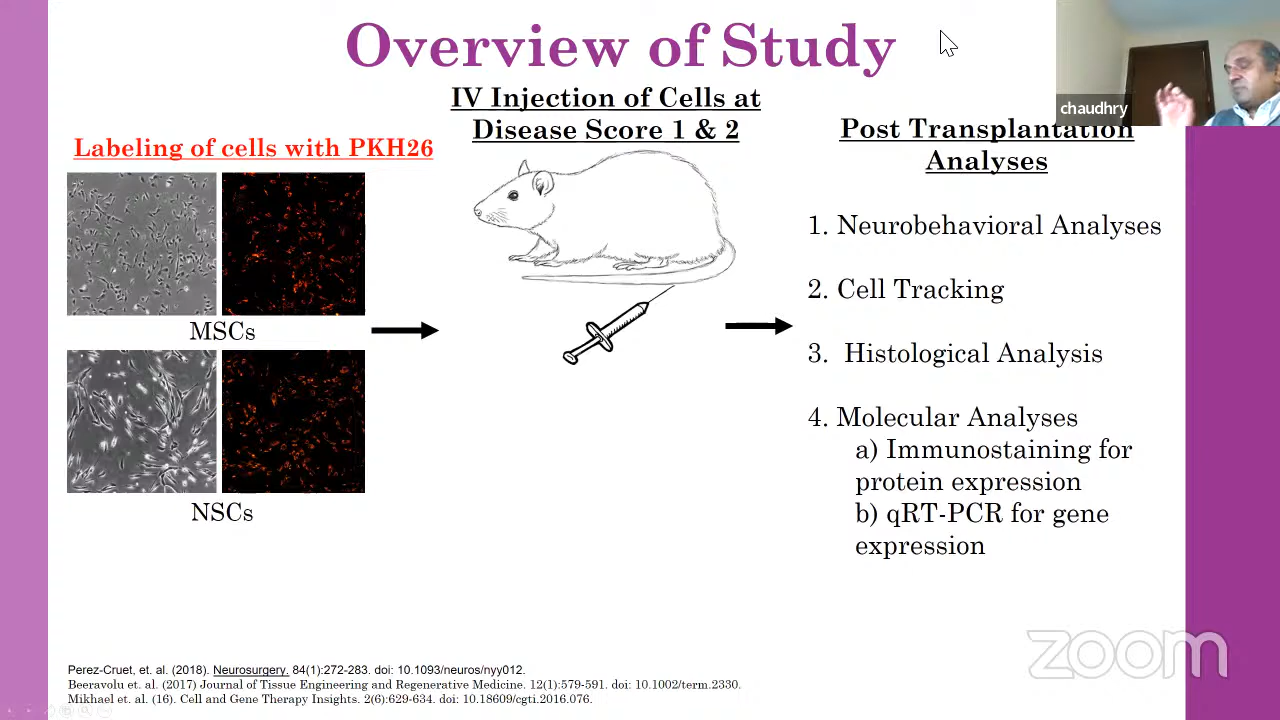 Overview of Study
chaudhry
IV Injection of Cells at
Disease Score 1 & 2
Labeling of cells with PKH26
MSCs
NSCs
Post Transplantation
Analyses
1. Neurobehavioral Analyses
2. Cell Tracking
3. Histological Analysis
4. Molecular Analyses
a) Immunostaining for
protein expression
b) qRT-PCR for gene
expression
zoom
Perez-Cruet, et. al. (2018). Neurosurgery. 84(1):272-283. doi: 10.1093/neuros/nyy012.
Beeravolu et. al. (2017) Journal of Tissue Engineering and Regenerative Medicine. 12(1):579-591. doi: 10.1002/term.2330.
Mikhael et. al. (16). Cell and Gene Therapy Insights. 2(6):629-634. doi: 10.18609/cgti.2016.076.